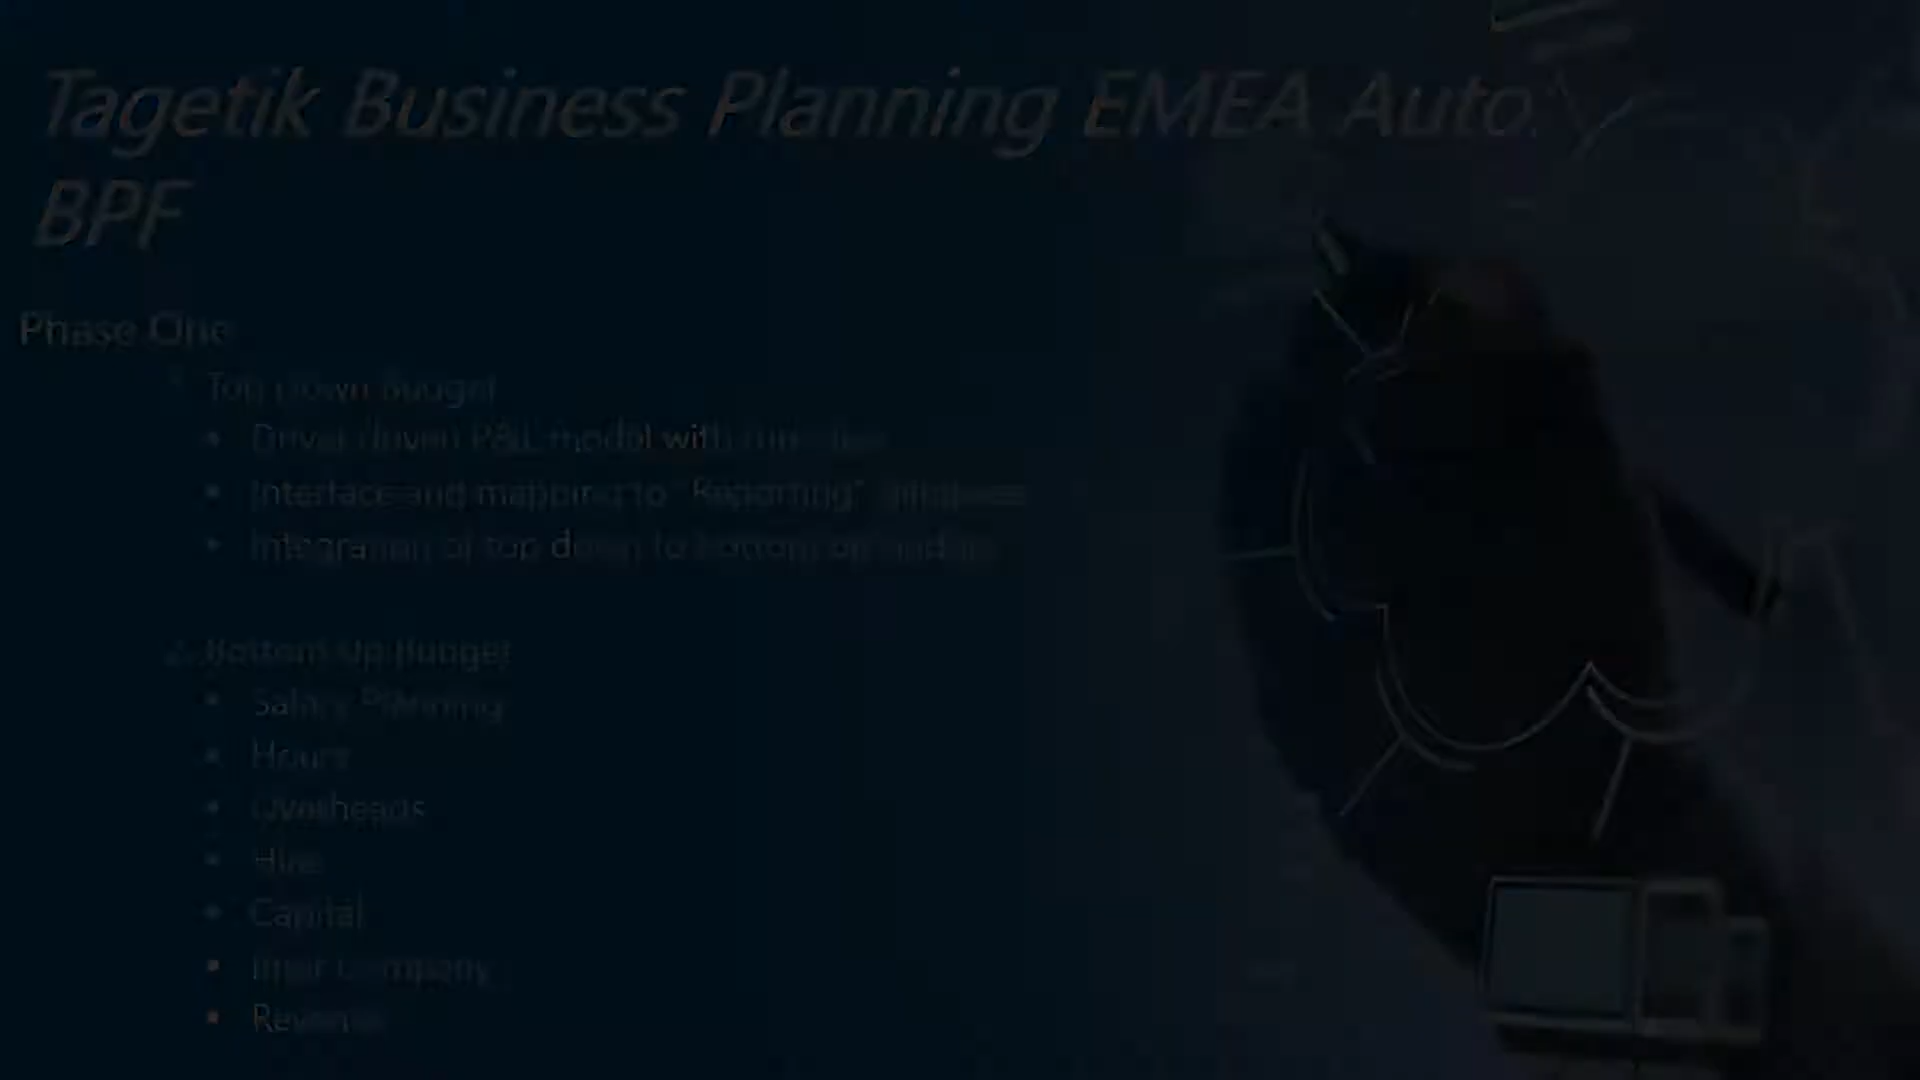 Tagetik Business Planning EMEA Auto
BPF
Phase One
Top Down Budget
• Driver driven P&L model with
• Interface and mapping to "Reporting" database
• Integration of top down to bottom up
2. Bottom Up Budget
• Salary Planning
• Hours
• Overheads
• Hire
• Capital
• Inter Company
• Revenue